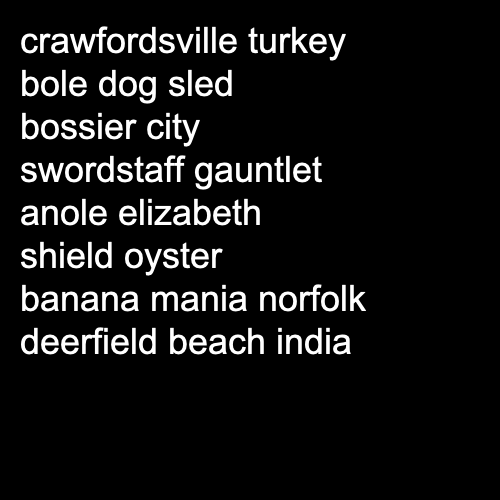 crawfordsville turkey
bole dog sled
bossier city
swordstaff gauntlet
anole elizabeth
shield oyster
banana mania norfolk
deerfield beach india